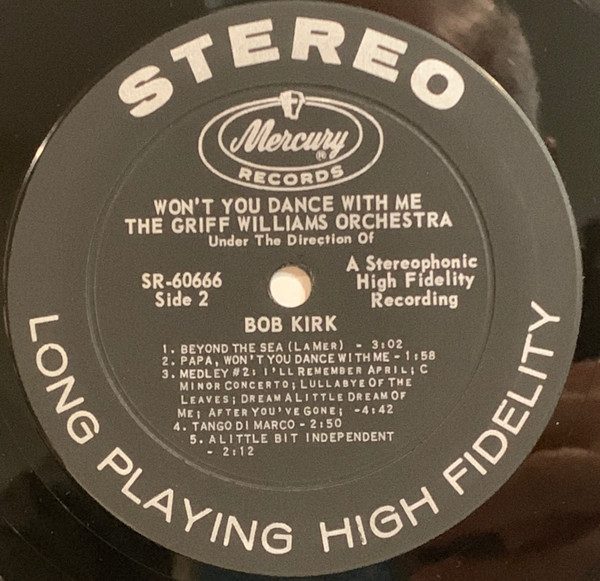 STEREO
Mercury ®
RECORDS
WON'T YOU DANCE WITH ME
THE GRIFF WILLIAMS ORCHESTRA
Under The Direction Of
SR-60666
Side 2
A Stereophonic
High Fidelity
Recording
BOB KIRK
1. BEYOND THE SEA (LA MER) - 3:02
2. PAPA, WON'T YOU DANCE WITH ME - 1:58
3. MEDLEY #2: I'LL REMEMBER APRIL; C
MINOR CONCERTO; LULLABYE OF THE
LEAVES; DREAM A LITTLE DREAM OF
ME; AFTER YOU'VE GONE; -4:42
4. TANGO DI MARCO - 2:50
5. A LITTLE BIT INDEPENDENT
- 2:12
LONG PLAYING HIGH FIDELITY